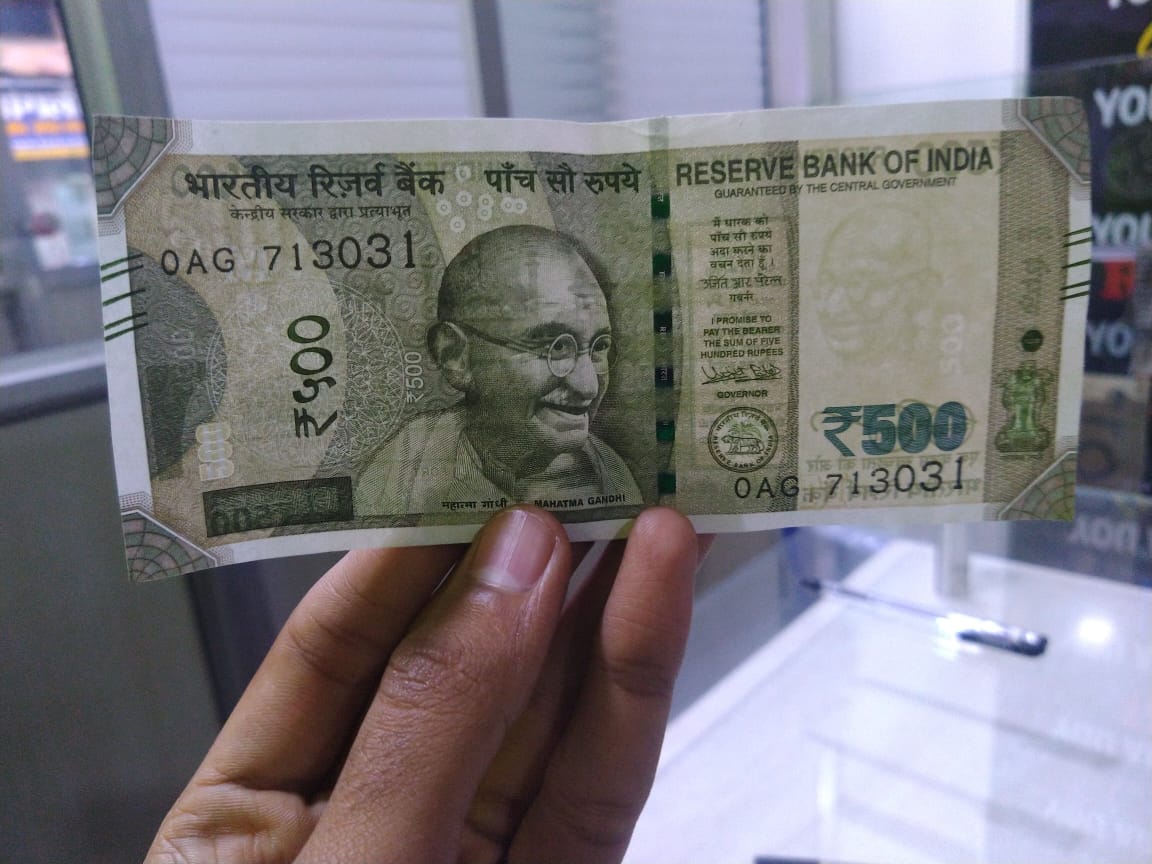 भारतीय रिज़र्व बैंक पाँच सौ रुपये
केन्द्रीय सरकार द्वारा प्रत्याभूत
0AG 713031
₹५००
₹500
महात्मा गांधी MAHATMA GANDHI
RESERVE BANK OF INDIA
GUARANTEED BY THE CENTRAL GOVERNMENT
मैं धारक को
पाँच सौ रुपये
अदा करने का
वचन देता हूँ ।
उर्जित आर पटेल
गवर्नर
I PROMISE TO
PAY THE BEARER
THE SUM OF FIVE
HUNDRED RUPEES
GOVERNOR
₹500
0AG 713031
YOU
YOU
YO